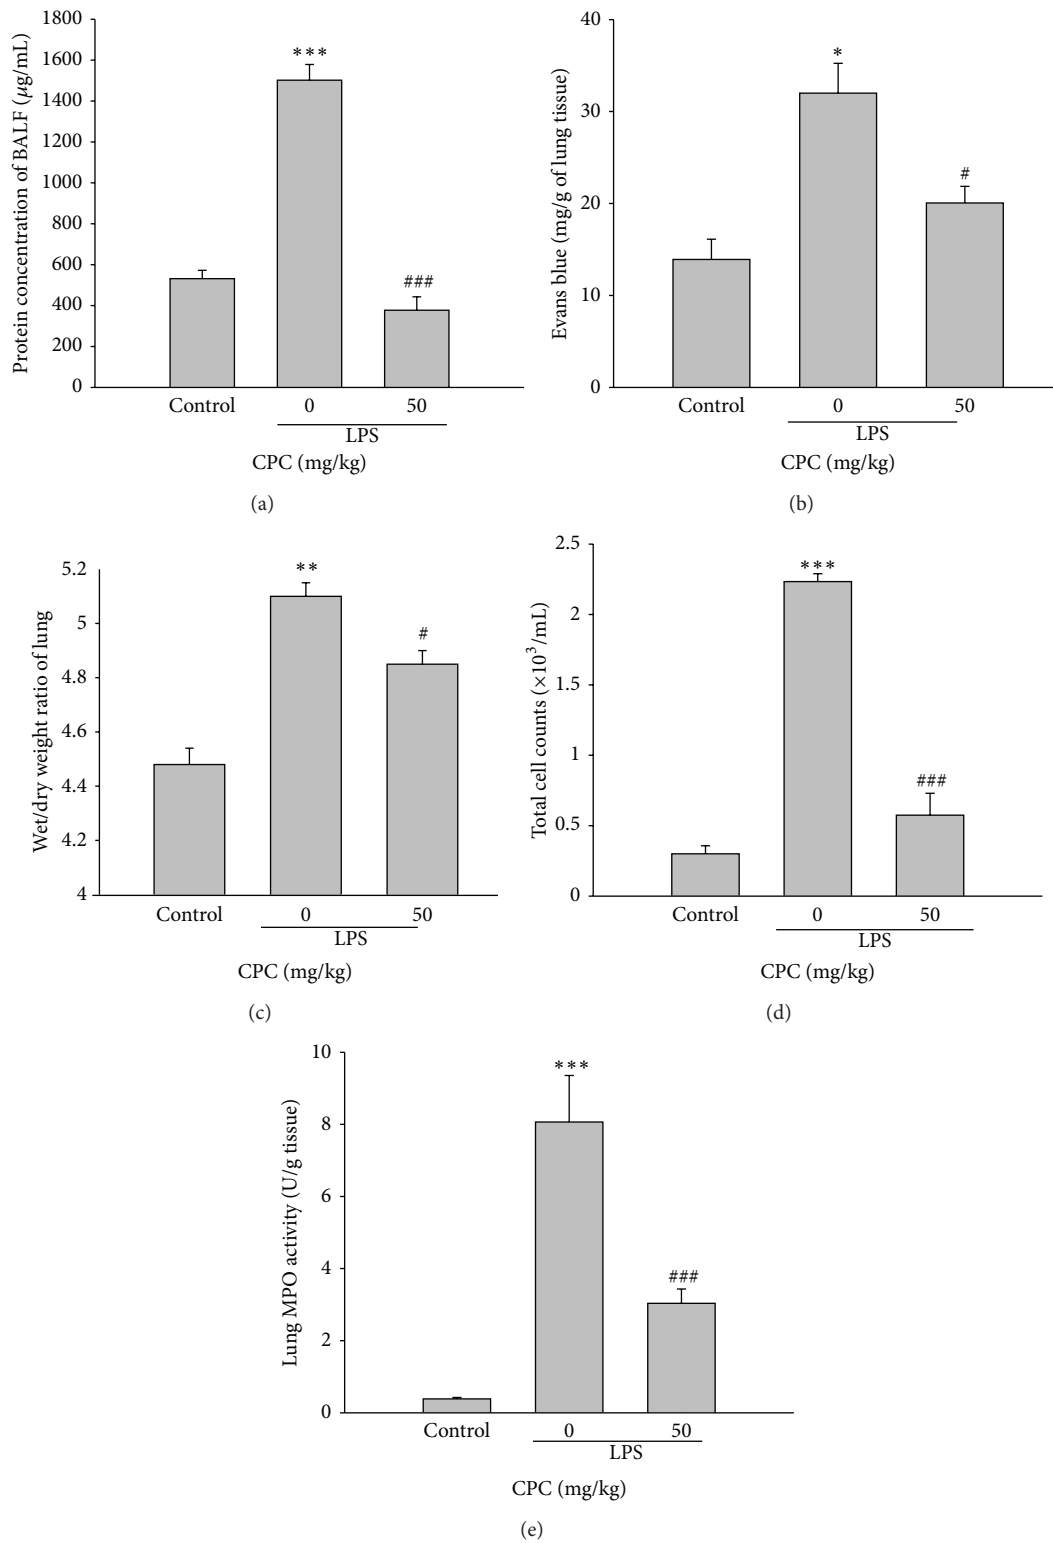 1800
1600
1400
1200
1000
800
600
400
200
0
Protein concentration of BALF (μg/mL)
***
###
Control 0 50
LPS
CPC (mg/kg)
(a)
40
30
20
10
0
Evans blue (mg/g of lung tissue)
*
#
Control 0 50
LPS
CPC (mg/kg)
(b)
5.2
5
4.8
4.6
4.4
4.2
4
Wet/dry weight ratio of lung
**
#
Control 0 50
LPS
CPC (mg/kg)
(c)
2.5
2
1.5
1
0.5
0
Total cell counts (×10³/mL)
***
###
Control 0 50
LPS
CPC (mg/kg)
(d)
10
8
6
4
2
0
Lung MPO activity (U/g tissue)
***
###
Control 0 50
LPS
CPC (mg/kg)
(e)